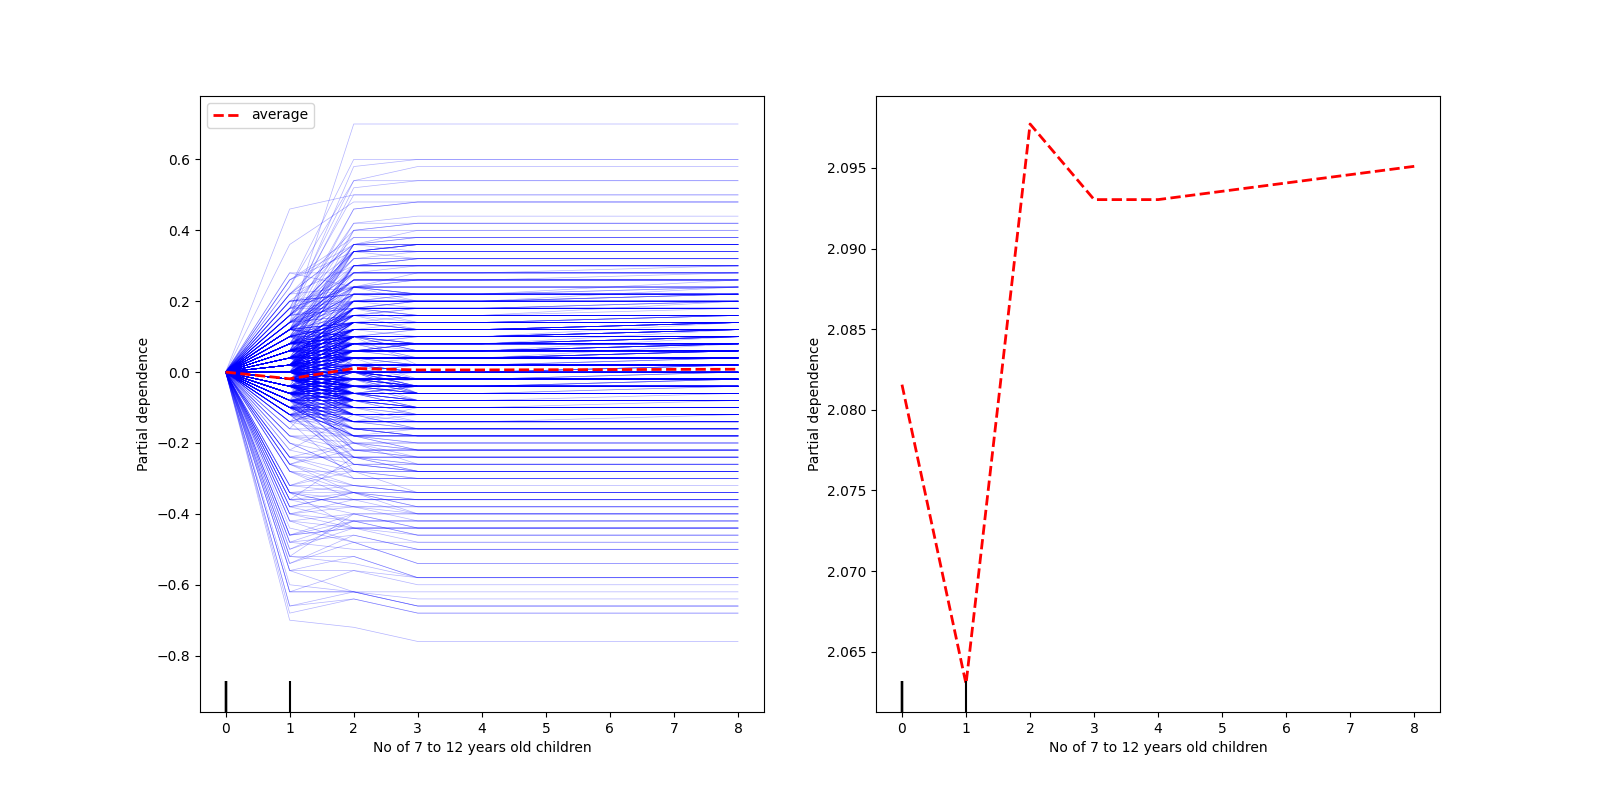 average
Partial dependence
0.6
0.4
0.2
0.0
−0.2
−0.4
−0.6
−0.8
0 1 2 3 4 5 6 7 8
No of 7 to 12 years old children
Partial dependence
2.095
2.090
2.085
2.080
2.075
2.070
2.065
0 1 2 3 4 5 6 7 8
No of 7 to 12 years old children